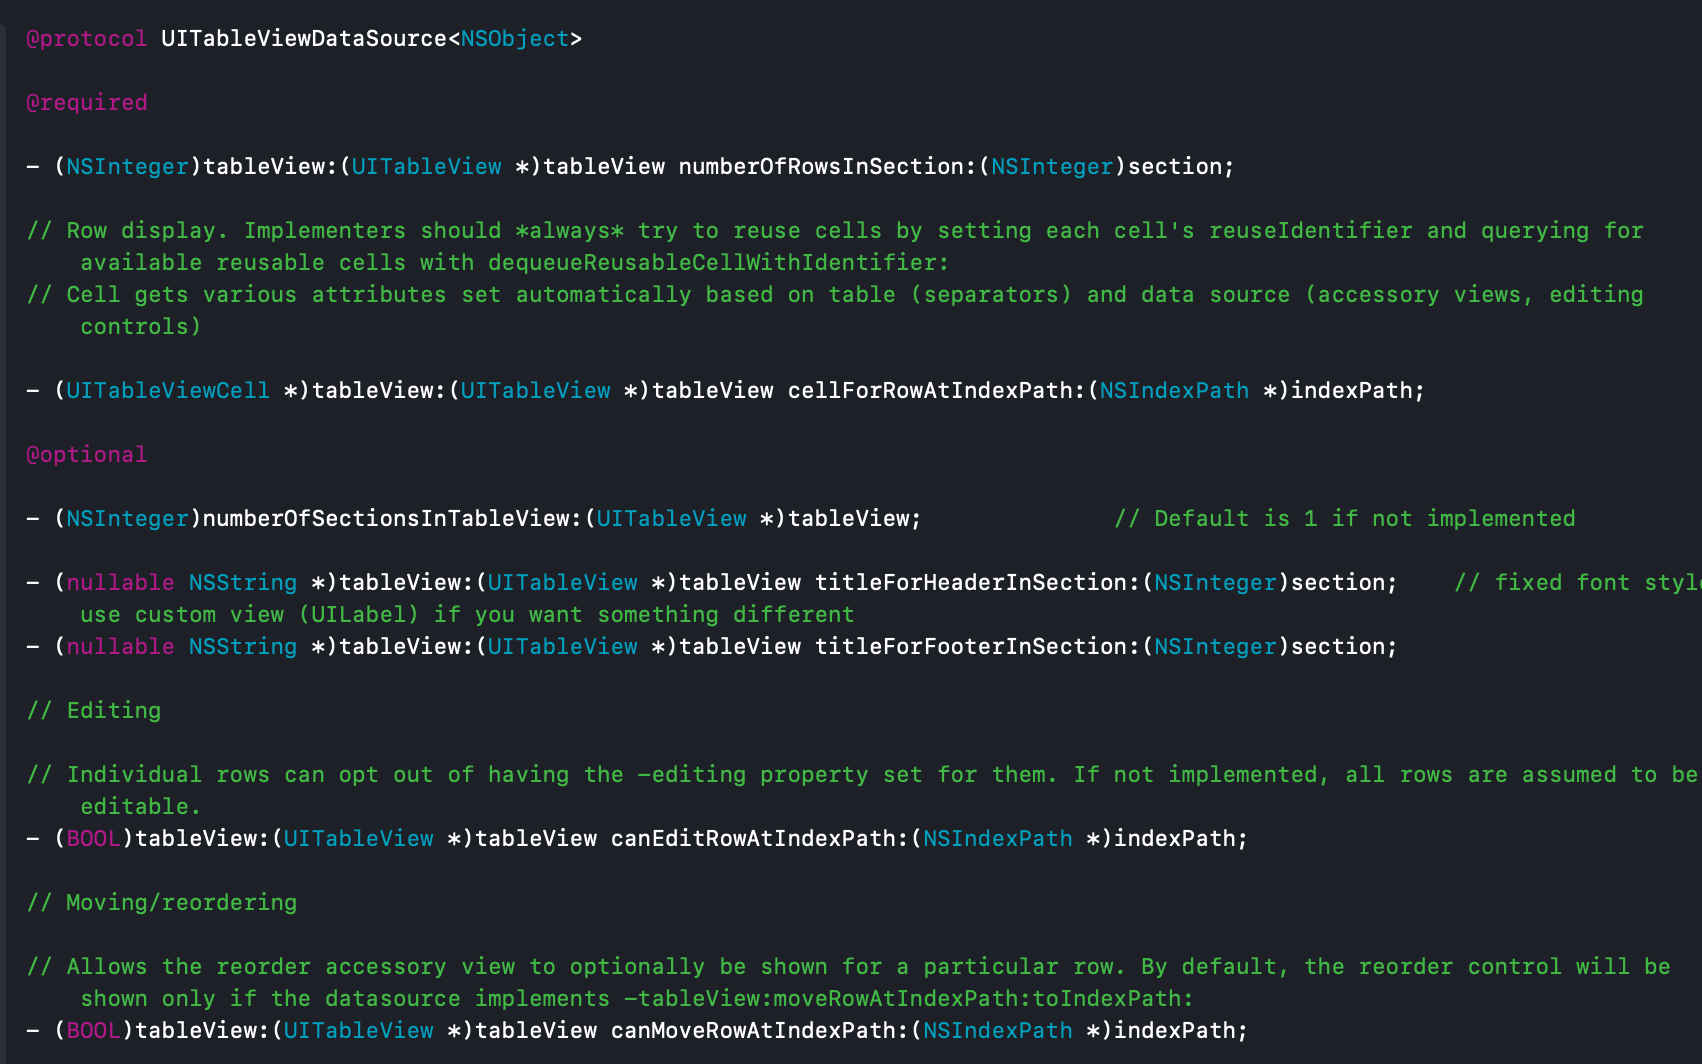 @protocol UITableViewDataSource<NSObject>
@required
- (NSInteger)tableView:(UITableView *)tableView numberOfRowsInSection:(NSInteger)section;
// Row display. Implementers should *always* try to reuse cells by setting each cell's reuseIdentifier and querying for
available reusable cells with dequeueReusableCellWithIdentifier:
// Cell gets various attributes set automatically based on table (separators) and data source (accessory views, editing
controls)
- (UITableViewCell *)tableView:(UITableView *)tableView cellForRowAtIndexPath:(NSIndexPath *)indexPath;
@optional
- (NSInteger)numberOfSectionsInTableView:(UITableView *)tableView; // Default is 1 if not implemented
- (nullable NSString *)tableView:(UITableView *)tableView titleForHeaderInSection:(NSInteger)section; // fixed font
use custom view (UILabel) if you want something different
- (nullable NSString *)tableView:(UITableView *)tableView titleForFooterInSection:(NSInteger)section;
// Editing
// Individual rows can opt out of having the -editing property set for them. If not implemented, all rows are assumed to be
editable.
- (BOOL)tableView:(UITableView *)tableView canEditRowAtIndexPath:(NSIndexPath *)indexPath;
// Moving/reordering
// Allows the reorder accessory view to optionally be shown for a particular row. By default, the reorder control will be
shown only if the datasource implements -tableView:moveRowAtIndexPath:toIndexPath:
- (BOOL)tableView:(UITableView *)tableView canMoveRowAtIndexPath:(NSIndexPath *)indexPath;